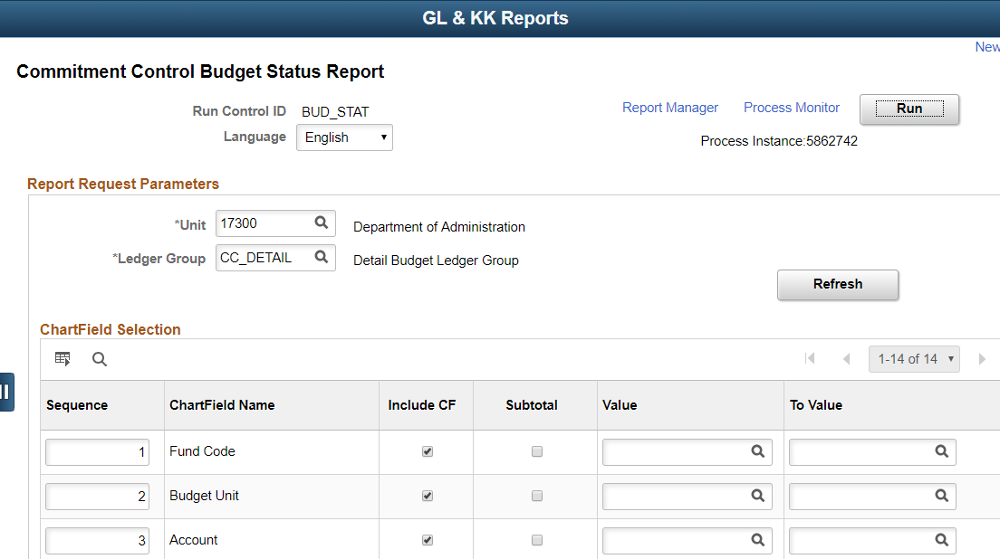 GL & KK Reports
New
Commitment Control Budget Status Report
Run Control ID BUD_STAT Report Manager Process Monitor Run
Language English Process Instance:5862742
Report Request Parameters
*Unit 17300 Department of Administration
*Ledger Group CC_DETAIL Detail Budget Ledger Group
Refresh
ChartField Selection
1-14 of 14
Sequence ChartField Name Include CF Subtotal Value To Value
1 Fund Code
2 Budget Unit
3 Account